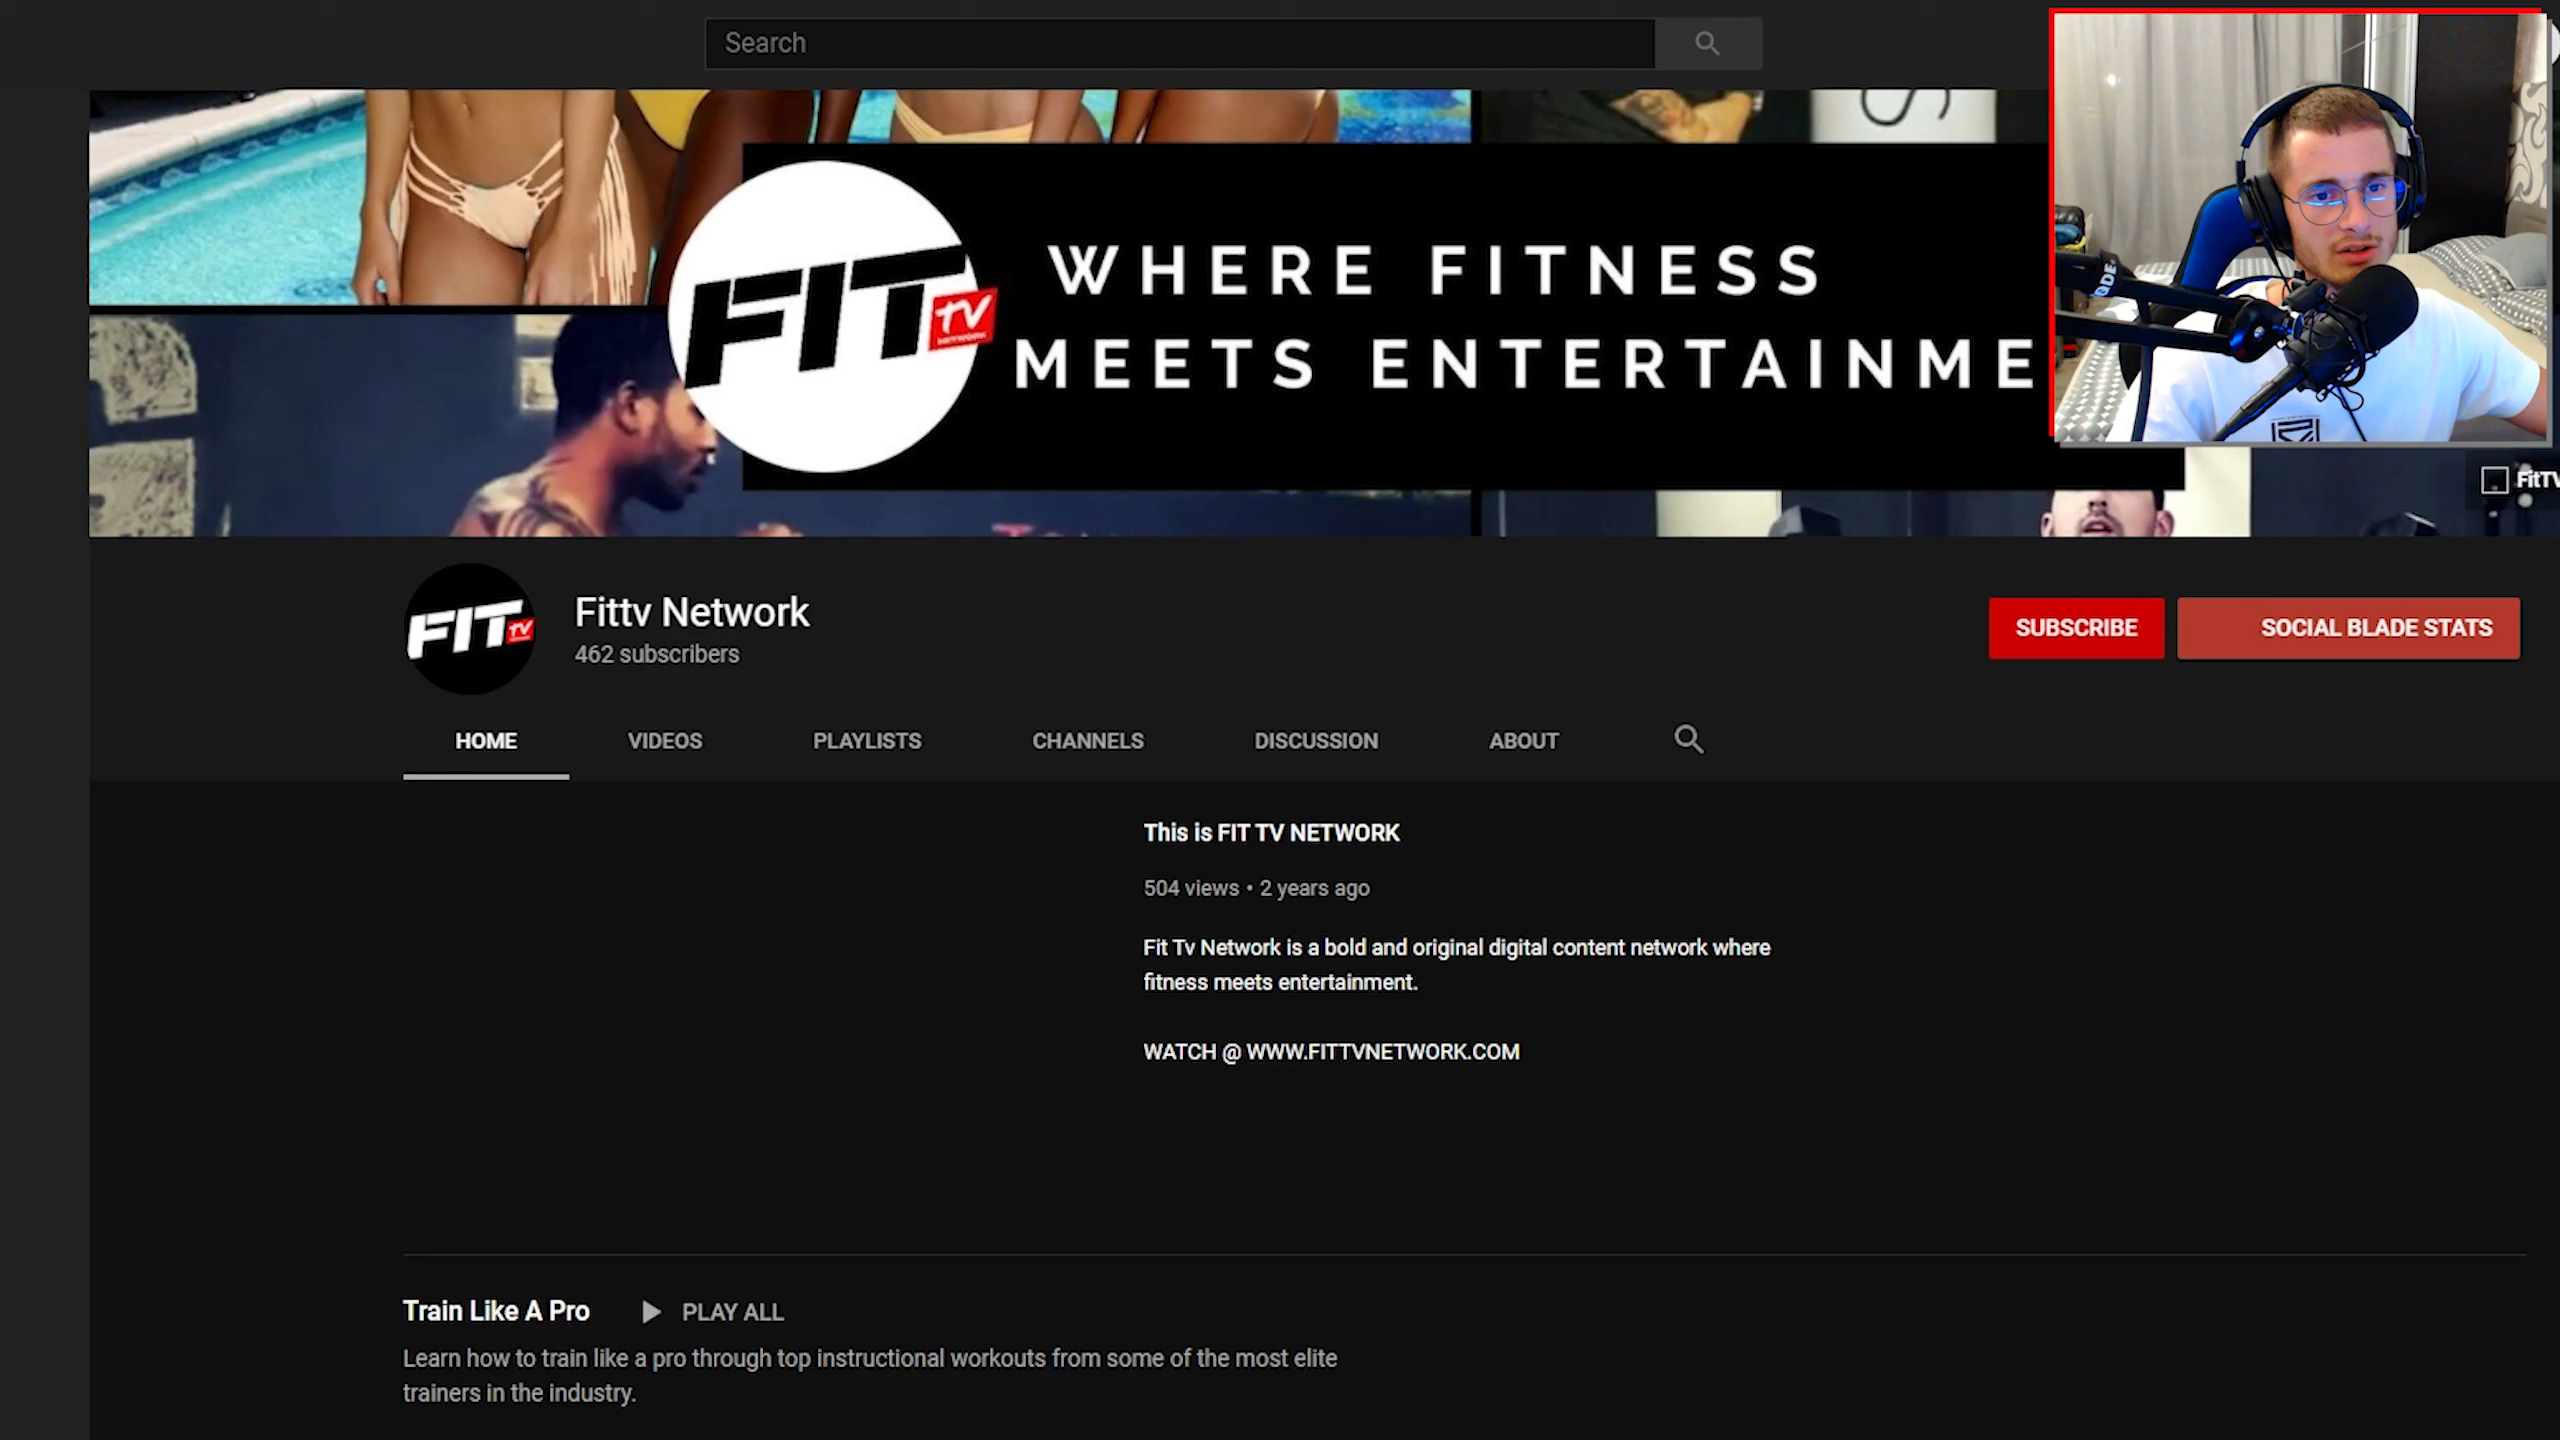 Search
FIT
TV
NETWORK
WHERE FITNESS
MEETS ENTERTAINME
FitTV
FIT
TV
Fittv Network
462 subscribers
SUBSCRIBE
SOCIAL BLADE STATS
HOME
VIDEOS
PLAYLISTS
CHANNELS
DISCUSSION
ABOUT
This is FIT TV NETWORK
504 views • 2 years ago
Fit Tv Network is a bold and original digital content network where
fitness meets entertainment.
WATCH @ WWW.FITTVNETWORK.COM
Train Like A Pro
PLAY ALL
Learn how to train like a pro through top instructional workouts from some of the most elite
trainers in the industry.